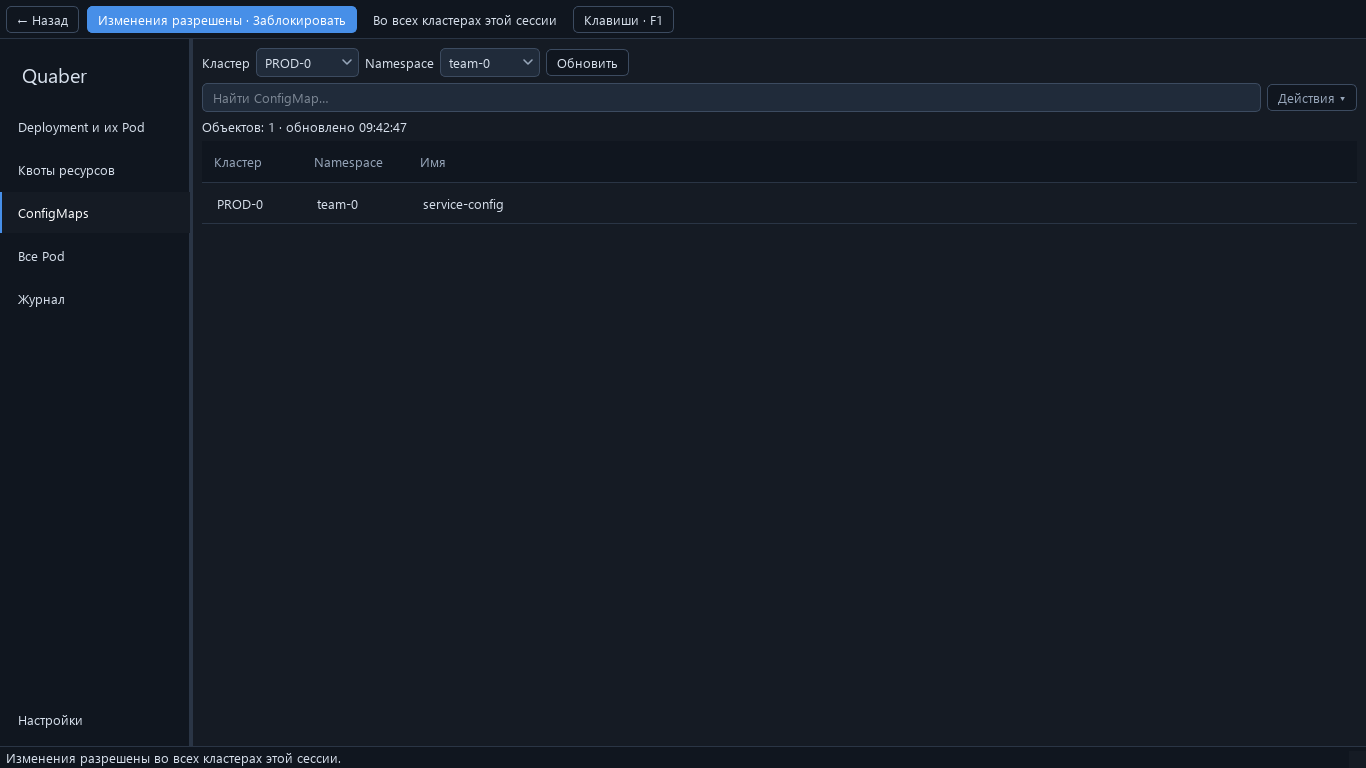 ← Назад
Изменения разрешены · Заблокировать
Во всех кластерах этой сессии
Клавиши · F1
Quaber
Deployment и их Pod
Квоты ресурсов
ConfigMaps
Все Pod
Журнал
Настройки
Кластер PROD-0 Namespace team-0 Обновить
Найти ConfigMap...
Действия ▾
Объектов: 1 · обновлено 09:42:47
Кластер Namespace Имя
PROD-0 team-0 service-config
Изменения разрешены во всех кластерах этой сессии.